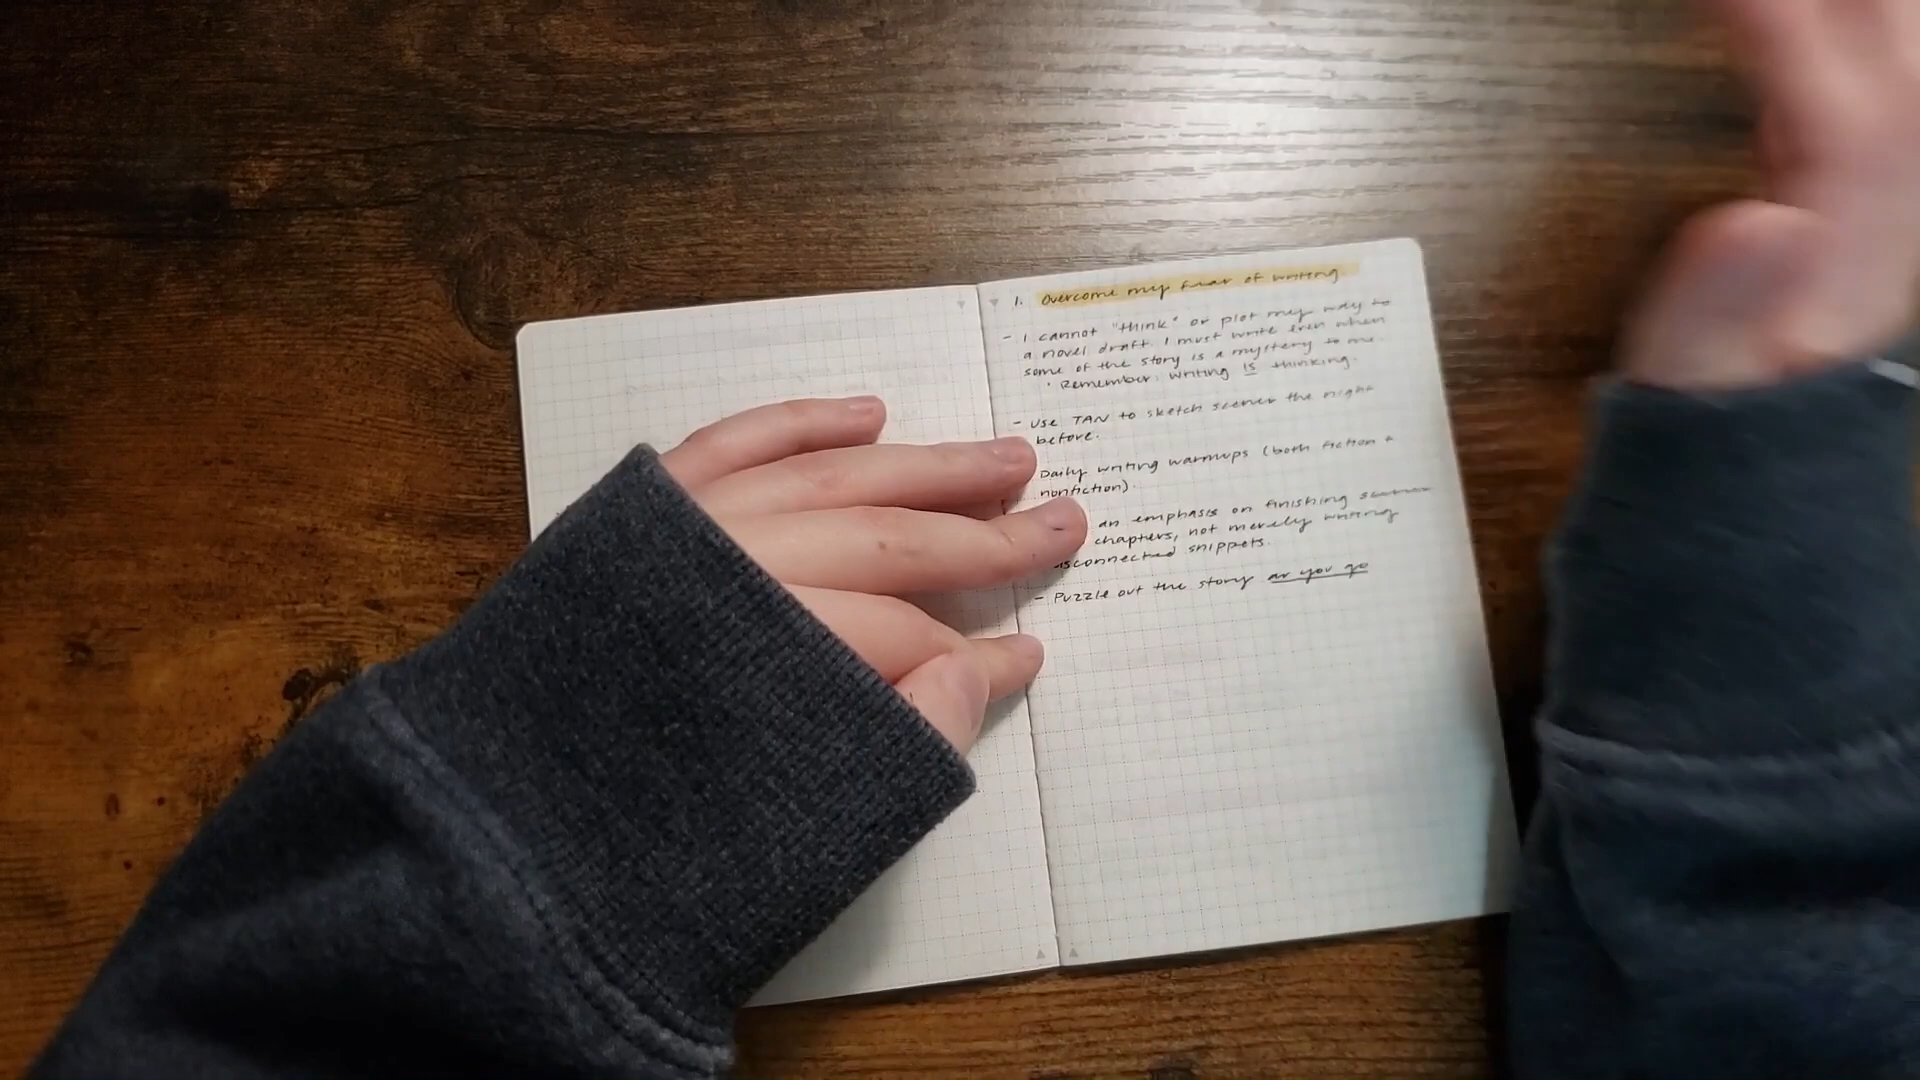 1. Overcome my fear of writing.
- I cannot "think" or plot my way to
a novel draft. I must write even when
some of the story is a mystery to me.
• Remember: Writing IS thinking.
- Use TAN to sketch scenes the night
before.
Daily writing warmups (both fiction +
nonfiction).
an emphasis on finishing scenes
chapters, not merely writing
isconnected snippets.
- Puzzle out the story as you go